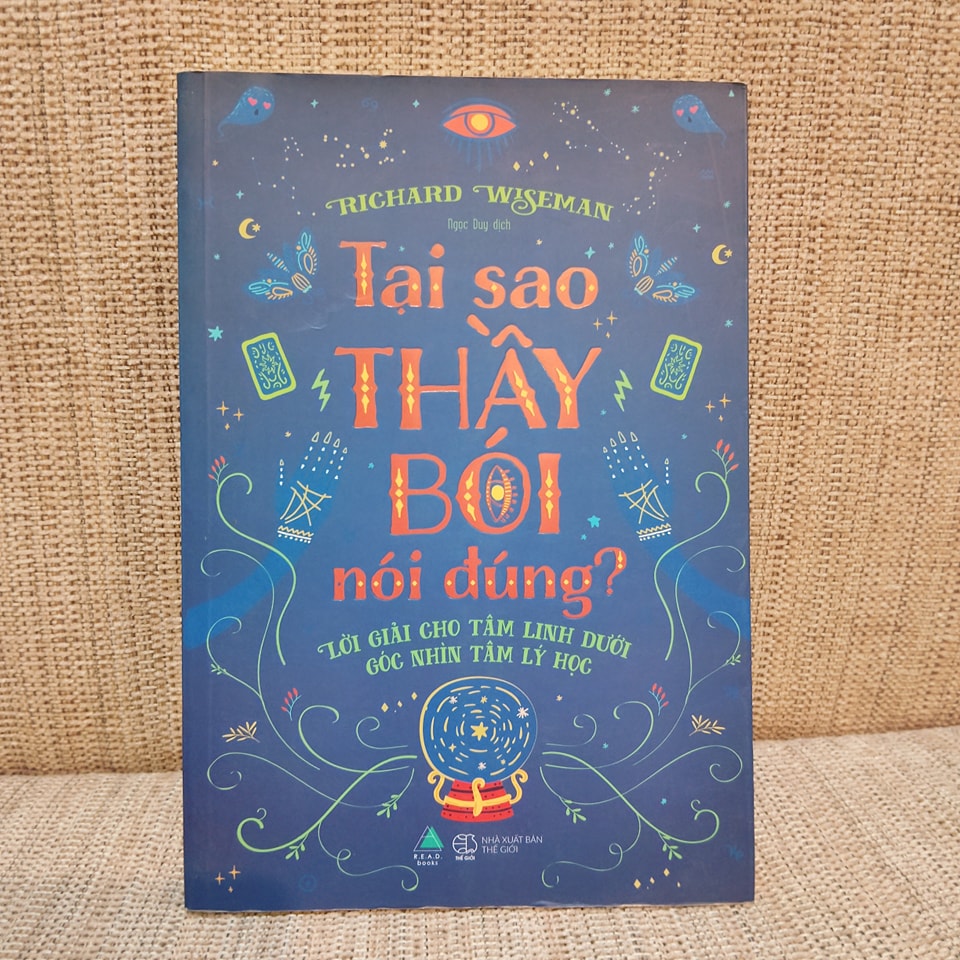 RICHARD WISEMAN
Ngọc Duy dịch
Tại sao
THẦY
BÓI
nói đúng?
LỜI GIẢI CHO TÂM LINH DƯỚI
GÓC NHÌN TÂM LÝ HỌC
R.E.A.D.
books
THẾ GIỚI
NHÀ XUẤT BẢN
THẾ GIỚI